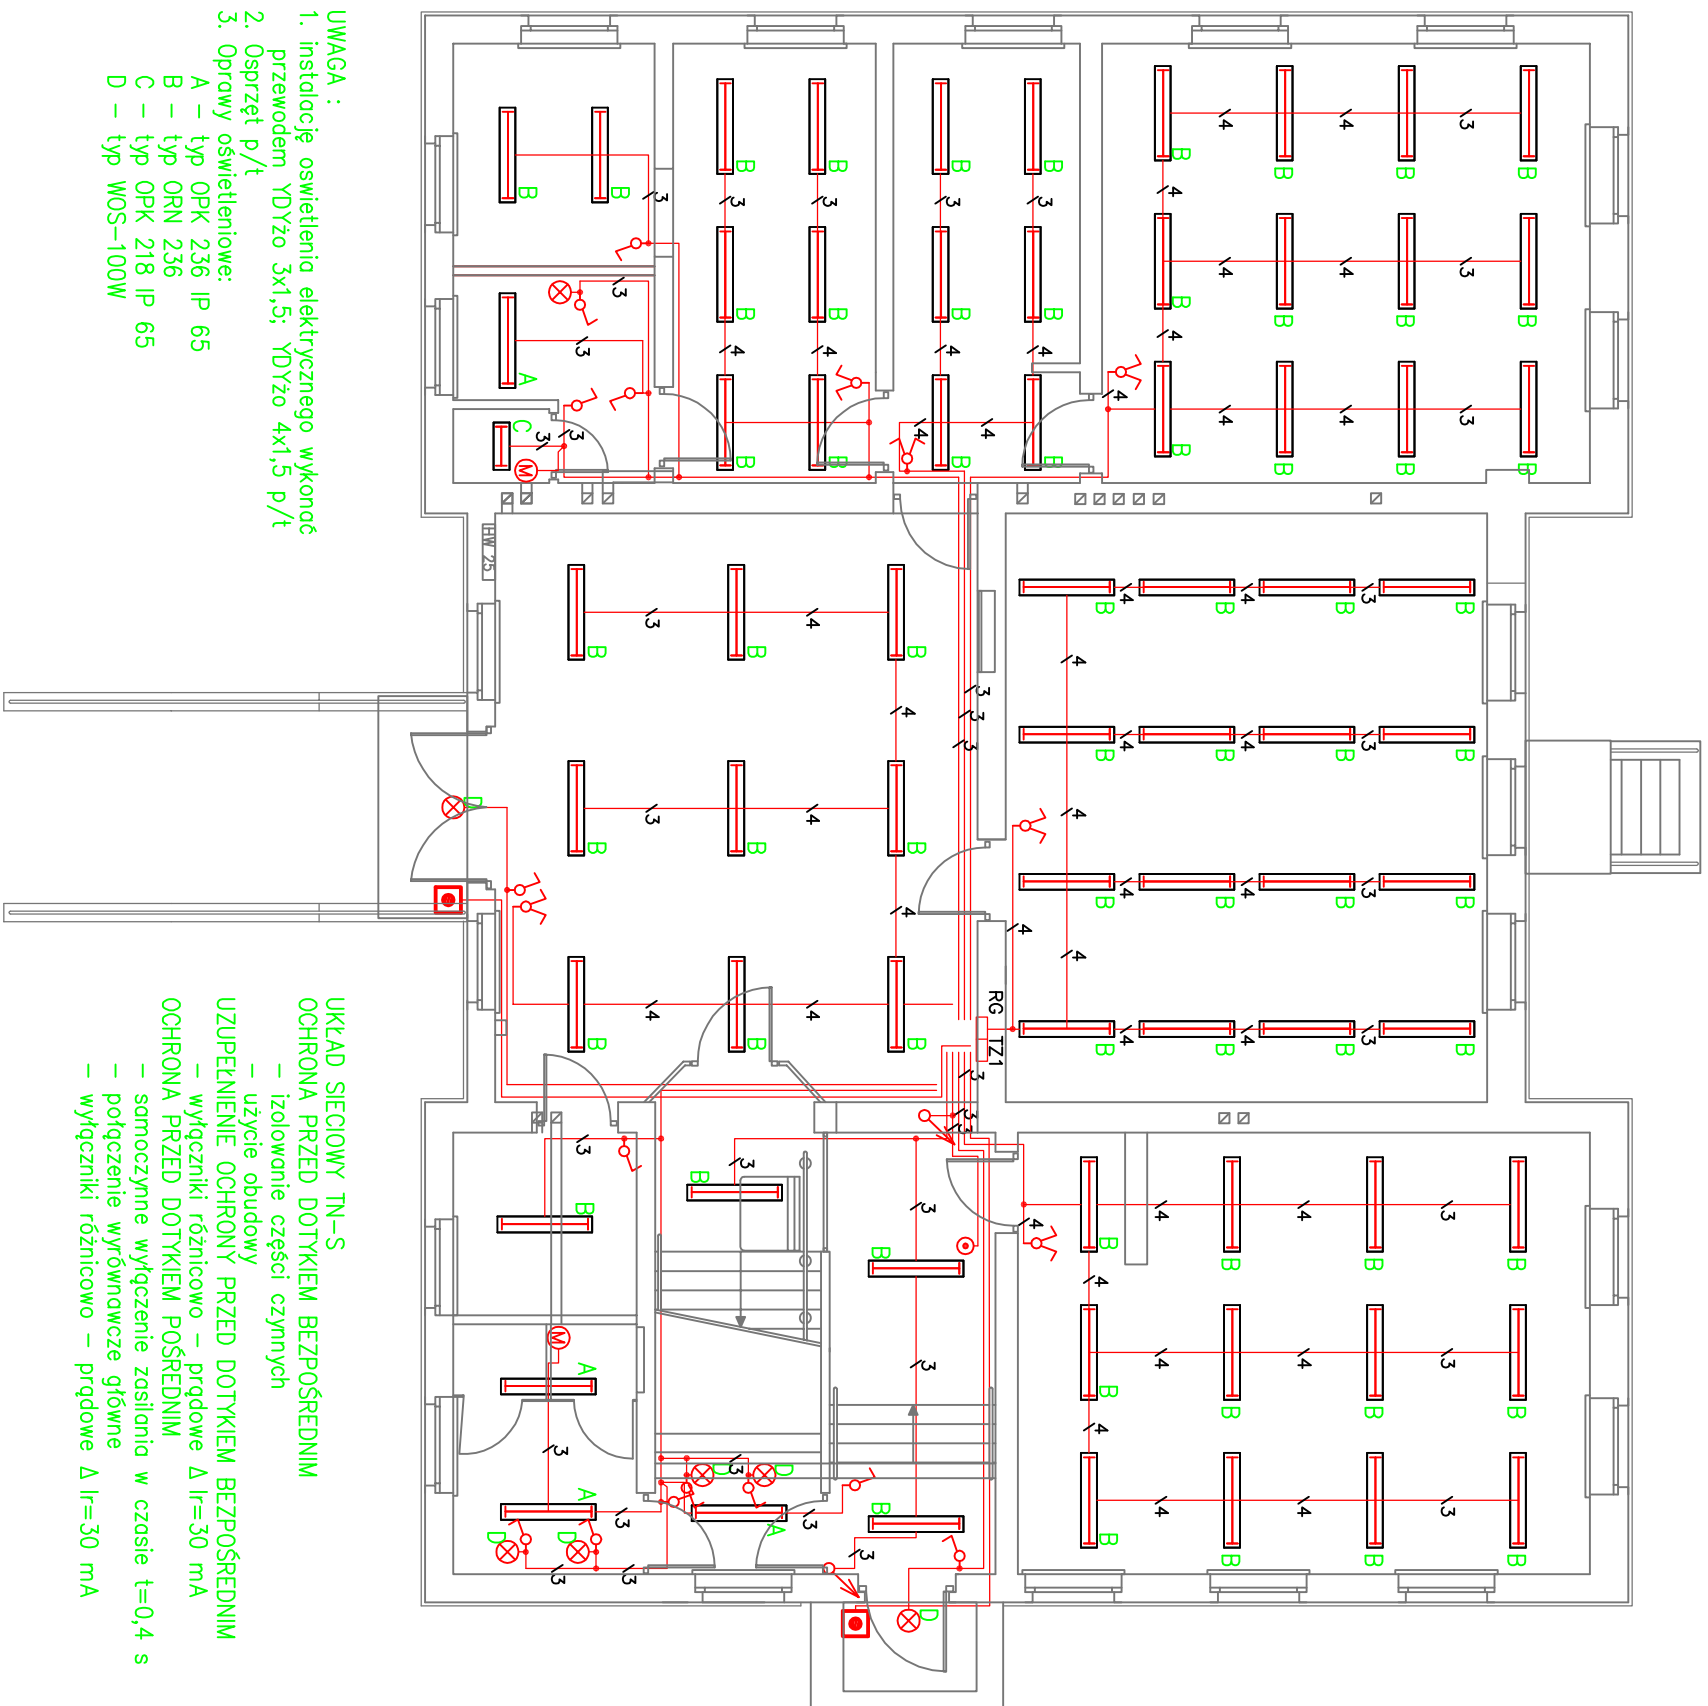 UWAGA :
1. instalację oswietlenia elektrycznego wykonać
przewodem YDYżo 3x1,5; YDYżo 4x1,5 p/t
2. Osprzęt p/t
3. Oprawy oświetleniowe:
A – typ OPK 236 IP 65
B – typ ORN 236
C – typ OPK 218 IP 65
D – typ WOS–100W
UKŁAD SIECIOWY TN–S
OCHRONA PRZED DOTYKIEM BEZPOŚREDNIM
– izolowanie części czynnych
– użycie obudowy
UZUPEŁNIENIE OCHRONY PRZED DOTYKIEM BEZPOŚREDNIM
– wyłączniki różnicowo – prądowe Δ Ir=30 mA
OCHRONA PRZED DOTYKIEM POŚREDNIM
– samoczynne wyłączenie zasilania w czasie t=0,4 s
– połączenie wyrównawcze główne
– wyłączniki różnicowo – prądowe Δ Ir=30 mA
RG
TZ1
HW 25